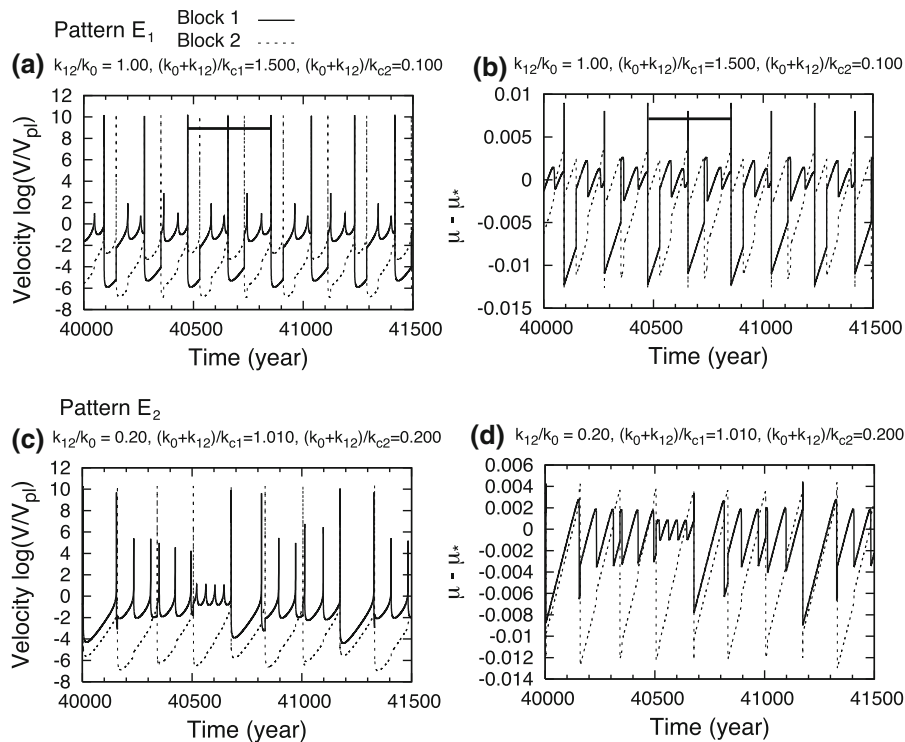 Pattern E1
Block 1
Block 2
(a) k12/k0 = 1.00, (k0+k12)/kc1=1.500, (k0+k12)/kc2=0.100
Velocity log(V/Vpl)
12
10
8
6
4
2
0
-2
-4
-6
-8
40000 40500 41000 41500
Time (year)
(b) k12/k0 = 1.00, (k0+k12)/kc1=1.500, (k0+k12)/kc2=0.100
μ - μ*
0.01
0.005
0
-0.005
-0.01
-0.015
40000 40500 41000 41500
Time (year)
Pattern E2
(c) k12/k0 = 0.20, (k0+k12)/kc1=1.010, (k0+k12)/kc2=0.200
Velocity log(V/Vpl)
12
10
8
6
4
2
0
-2
-4
-6
-8
40000 40500 41000 41500
Time (year)
(d) k12/k0 = 0.20, (k0+k12)/kc1=1.010, (k0+k12)/kc2=0.200
μ - μ*
0.006
0.004
0.002
0
-0.002
-0.004
-0.006
-0.008
-0.01
-0.012
-0.014
40000 40500 41000 41500
Time (year)